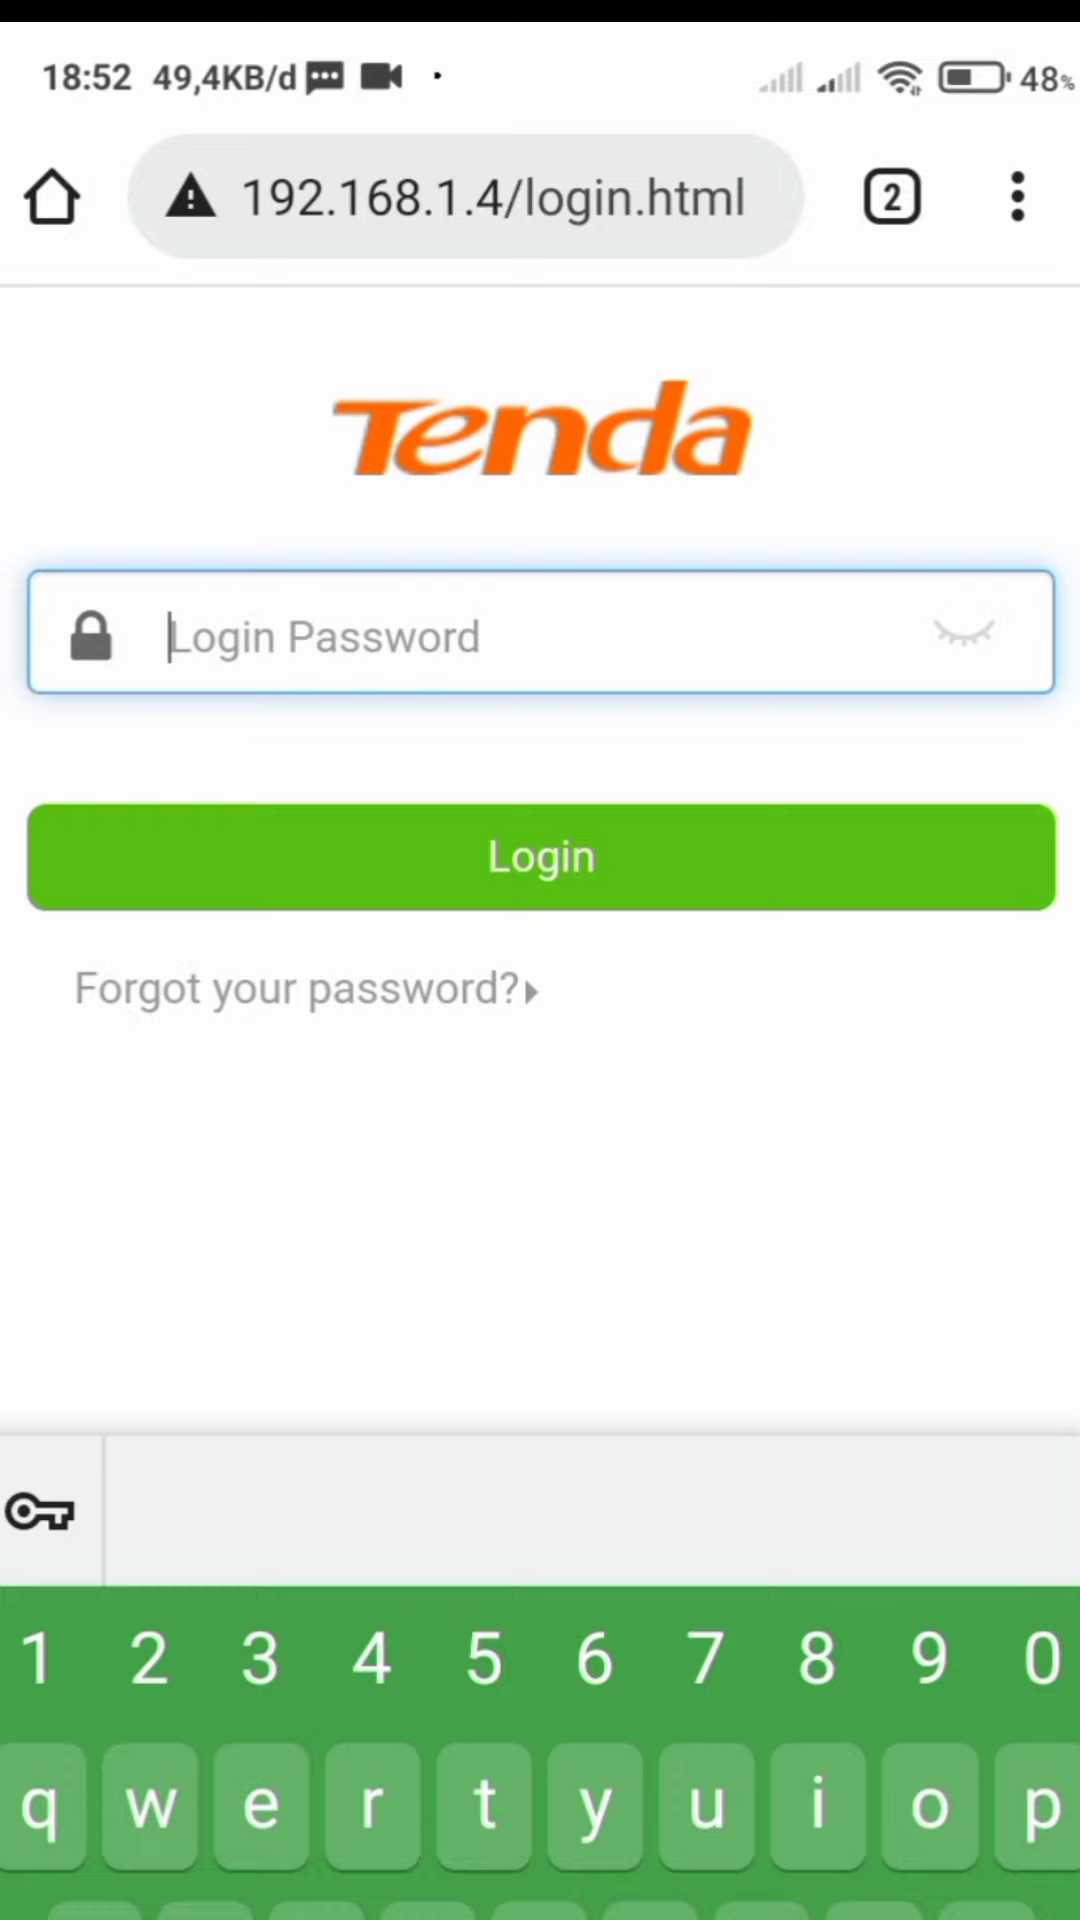 18:52 49,4KB/d 48%
192.168.1.4/login.html 2
Tenda
Login Password
Login
Forgot your password?
1 2 3 4 5 6 7 8 9 0
q w e r t y u i o p